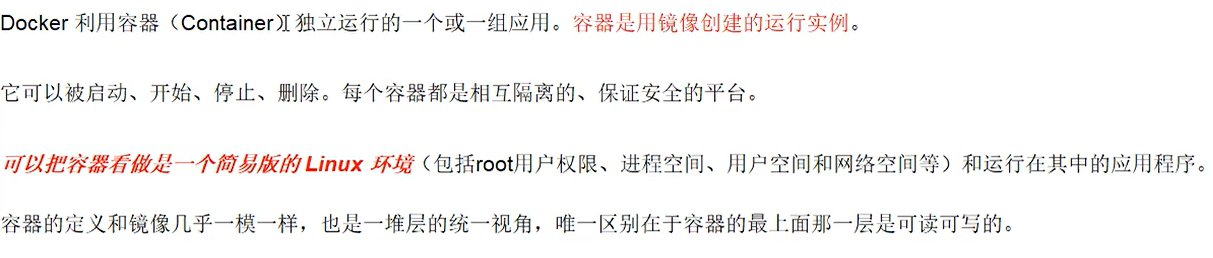 Docker 利用容器（Container）独立运行的一个或一组应用。容器是用镜像创建的运行实例。
它可以被启动、开始、停止、删除。每个容器都是相互隔离的、保证安全的平台。
可以把容器看做是一个简易版的 Linux 环境（包括root用户权限、进程空间、用户空间和网络空间等）和运行在其中的应用程序。
容器的定义和镜像几乎一模一样，也是一堆层的统一视角，唯一区别在于容器的最上面那一层是可读可写的。